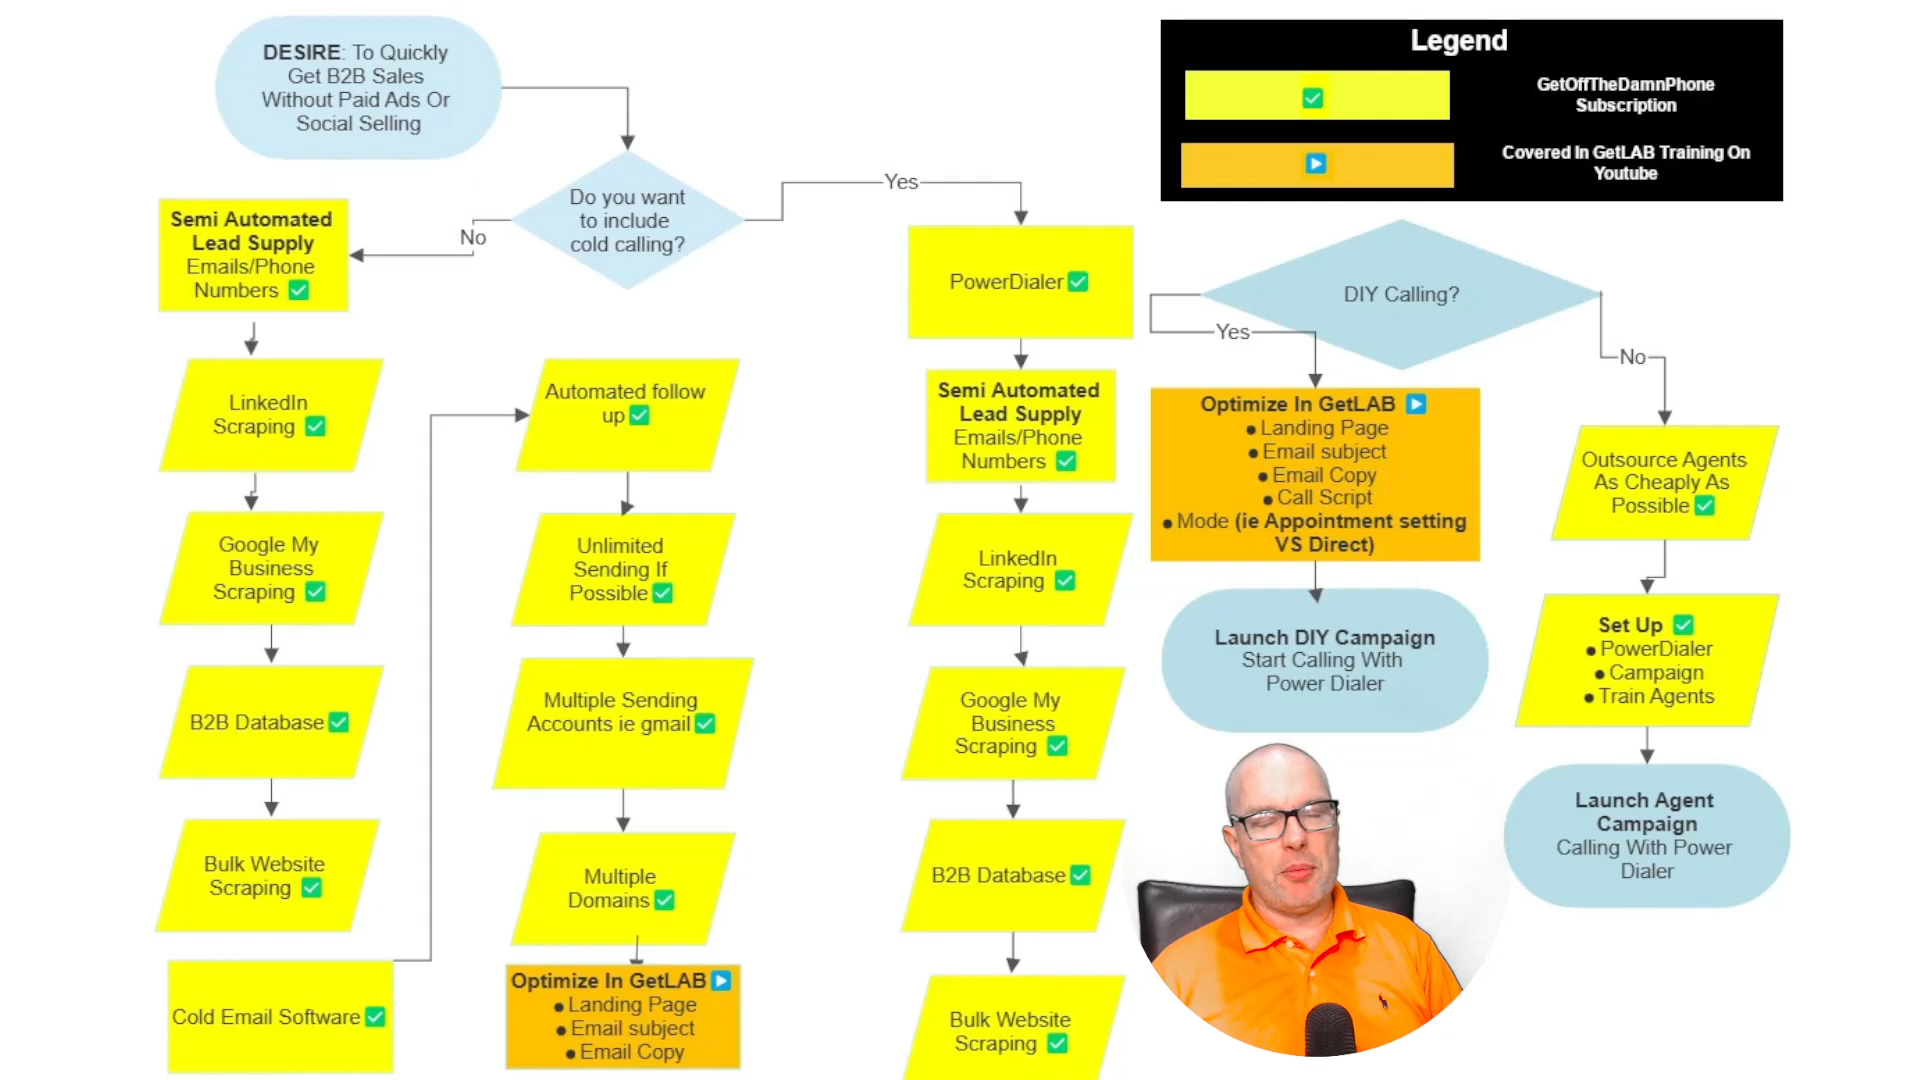 DESIRE: To Quickly
Get B2B Sales
Without Paid Ads Or
Social Selling
Do you want
to include
cold calling?
No
Yes
Semi Automated
Lead Supply
Emails/Phone
Numbers
LinkedIn
Scraping
Google My
Business
Scraping
B2B Database
Bulk Website
Scraping
Cold Email Software
Automated follow
up
Unlimited
Sending If
Possible
Multiple Sending
Accounts ie gmail
Multiple
Domains
Optimize In GetLAB
● Landing Page
● Email subject
● Email Copy
PowerDialer
Semi Automated
Lead Supply
Emails/Phone
Numbers
LinkedIn
Scraping
Google My
Business
Scraping
B2B Database
Bulk Website
Scraping
Legend
GetOffTheDamnPhone
Subscription
Covered In GetLAB Training On
Youtube
DIY Calling?
Yes
No
Optimize In GetLAB
● Landing Page
● Email subject
● Email Copy
● Call Script
● Mode (ie Appointment setting
VS Direct)
Launch DIY Campaign
Start Calling With
Power Dialer
Outsource Agents
As Cheaply As
Possible
Set Up
● PowerDialer
● Campaign
● Train Agents
Launch Agent
Campaign
Calling With Power
Dialer